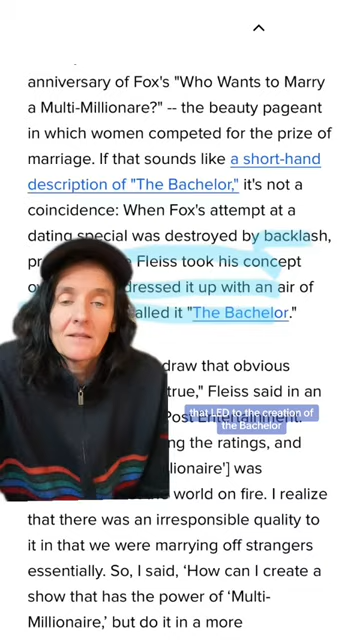 anniversary of Fox's "Who Wants to Marry
a Multi-Millionare?" -- the beauty pageant
in which women competed for the prize of
marriage. If that sounds like a short-hand
description of "The Bachelor," it's not a
coincidence: When Fox's attempt at a
dating special was destroyed by backlash,
Fleiss took his concept
dressed it up with an air of
"The Bachelor."
draw that obvious
true," Fleiss said in an
that LED to the creation of
the Bachelor
Post Entertainment.
the ratings, and
was
the world on fire. I realize
that there was an irresponsible quality to
it in that we were marrying off strangers
essentially. So, I said, 'How can I create a
show that has the power of 'Multi-
Millionaire,' but do it in a more